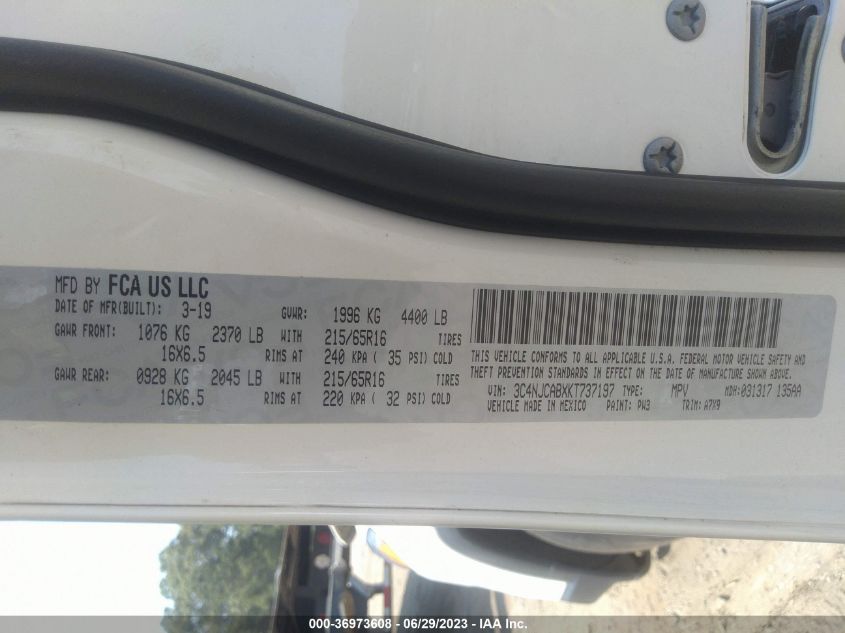 MFD BY FCA US LLC
DATE OF MFR(BUILT): 3-19 GVWR: 1996 KG 4400 LB
GAWR FRONT: 1076 KG 2370 LB WITH 215/65R16 TIRES
16X6.5 RIMS AT 240 KPA ( 35 PSI) COLD
GAWR REAR: 0928 KG 2045 LB WITH 215/65R16 TIRES
16X6.5 RIMS AT 220 KPA ( 32 PSI) COLD
THIS VEHICLE CONFORMS TO ALL APPLICABLE U.S.A. FEDERAL MOTOR VEHICLE SAFETY AND
THEFT PREVENTION STANDARDS IN EFFECT ON THE DATE OF MANUFACTURE SHOWN ABOVE.
VIN: 3C4NJCABXKT737197 TYPE: MPV MDH: 031317 135AA
VEHICLE MADE IN MEXICO PAINT: PW3 TRIM: A7X9
000-36973608 - 06/29/2023 - IAA Inc.